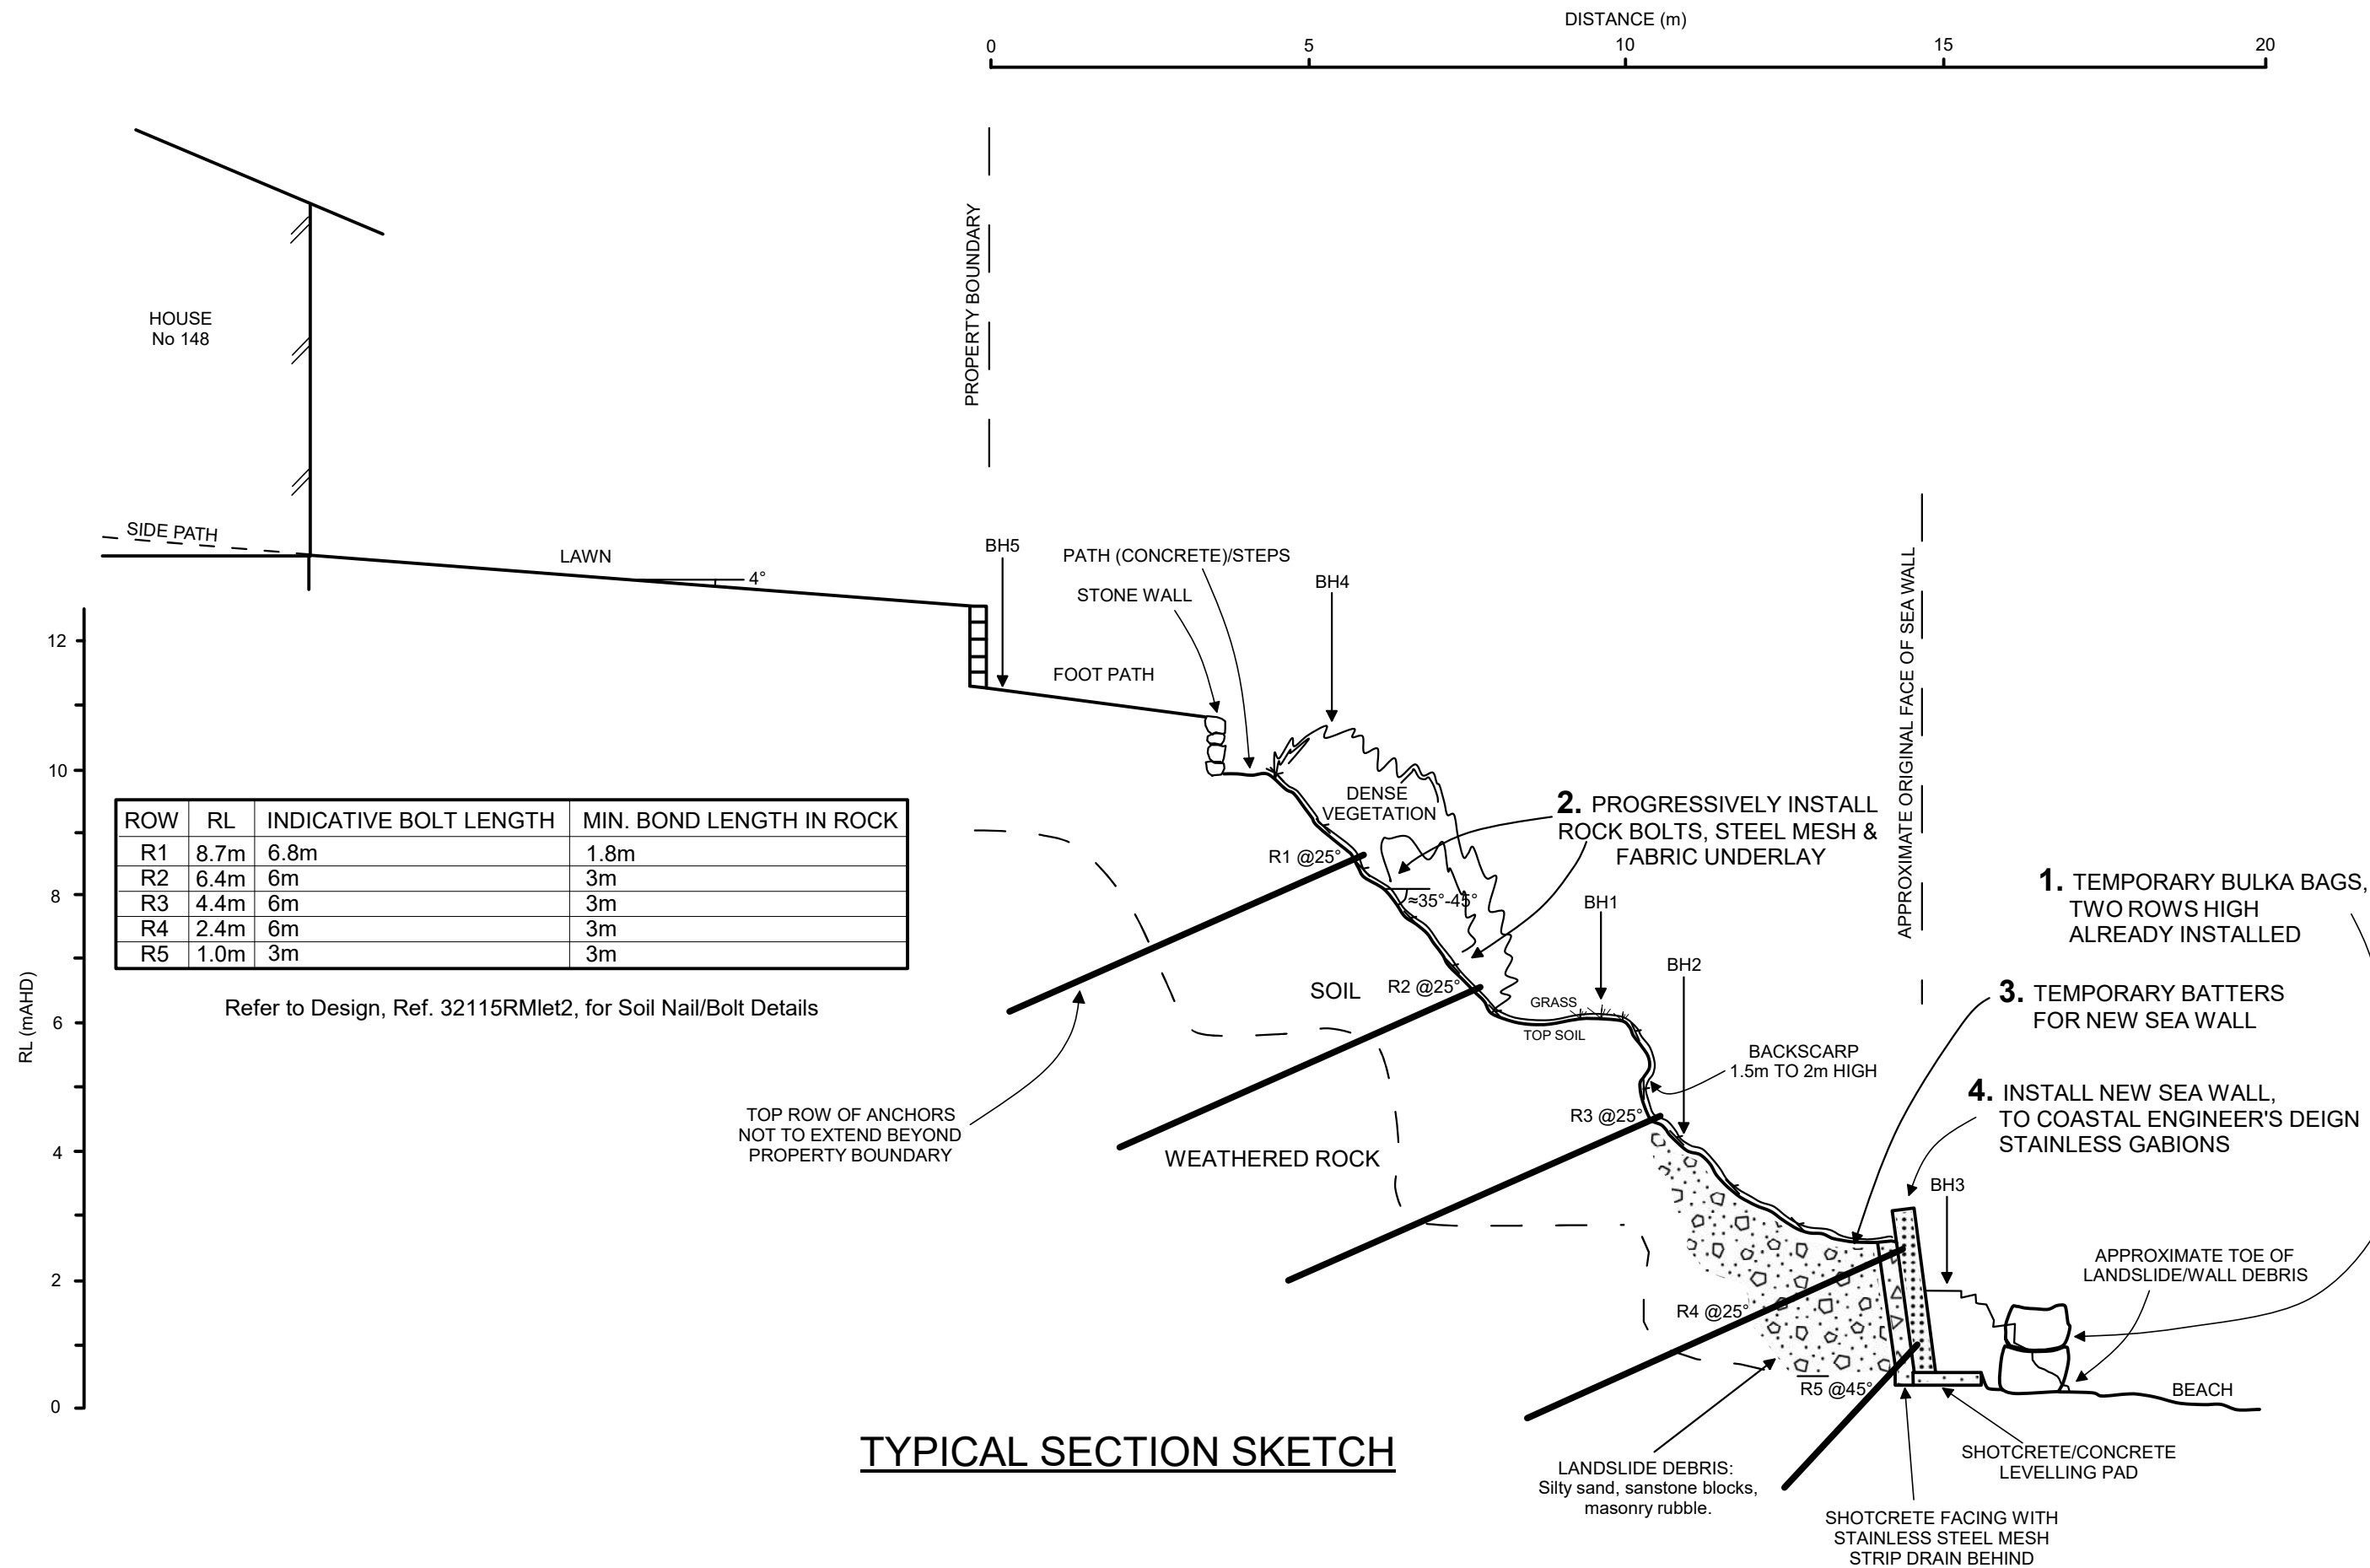 DISTANCE (m)
0
5
10
15
20
PROPERTY BOUNDARY
HOUSE
No 148
SIDE PATH
LAWN
4°
BH5
PATH (CONCRETE)/STEPS
STONE WALL
BH4
FOOT PATH
APPROXIMATE ORIGINAL FACE OF SEA WALL
12
10
8
6
4
2
0
RL (mAHD)
ROW RL INDICATIVE BOLT LENGTH MIN. BOND LENGTH IN ROCK
R1 8.7m 6.8m 1.8m
R2 6.4m 6m 3m
R3 4.4m 6m 3m
R4 2.4m 6m 3m
R5 1.0m 3m 3m
Refer to Design, Ref. 32115RMlet2, for Soil Nail/Bolt Details
DENSE
VEGETATION
2. PROGRESSIVELY INSTALL
ROCK BOLTS, STEEL MESH &
FABRIC UNDERLAY
R1 @25°
≈35°-45°
BH1
1. TEMPORARY BULKA BAGS,
TWO ROWS HIGH
ALREADY INSTALLED
BH2
SOIL
R2 @25°
GRASS
TOP SOIL
3. TEMPORARY BATTERS
FOR NEW SEA WALL
BACKSCARP
1.5m TO 2m HIGH
4. INSTALL NEW SEA WALL,
TO COASTAL ENGINEER'S DEIGN
STAINLESS GABIONS
TOP ROW OF ANCHORS
NOT TO EXTEND BEYOND
PROPERTY BOUNDARY
R3 @25°
WEATHERED ROCK
BH3
APPROXIMATE TOE OF
LANDSLIDE/WALL DEBRIS
R4 @25°
R5 @45°
BEACH
TYPICAL SECTION SKETCH
LANDSLIDE DEBRIS:
Silty sand, sanstone blocks,
masonry rubble.
SHOTCRETE/CONCRETE
LEVELLING PAD
SHOTCRETE FACING WITH
STAINLESS STEEL MESH
STRIP DRAIN BEHIND